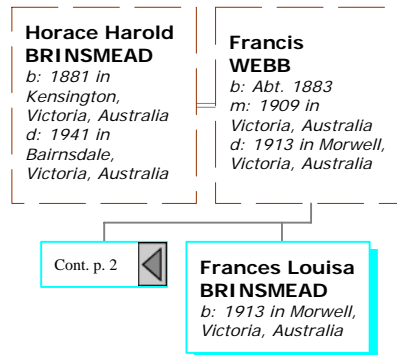 Horace Harold
BRINSMEAD
b: 1881 in
Kensington,
Victoria, Australia
d: 1941 in
Bairnsdale,
Victoria, Australia
Francis
WEBB
b: Abt. 1883
m: 1909 in
Victoria, Australia
d: 1913 in Morwell,
Victoria, Australia
Cont. p. 2
Frances Louisa
BRINSMEAD
b: 1913 in Morwell,
Victoria, Australia